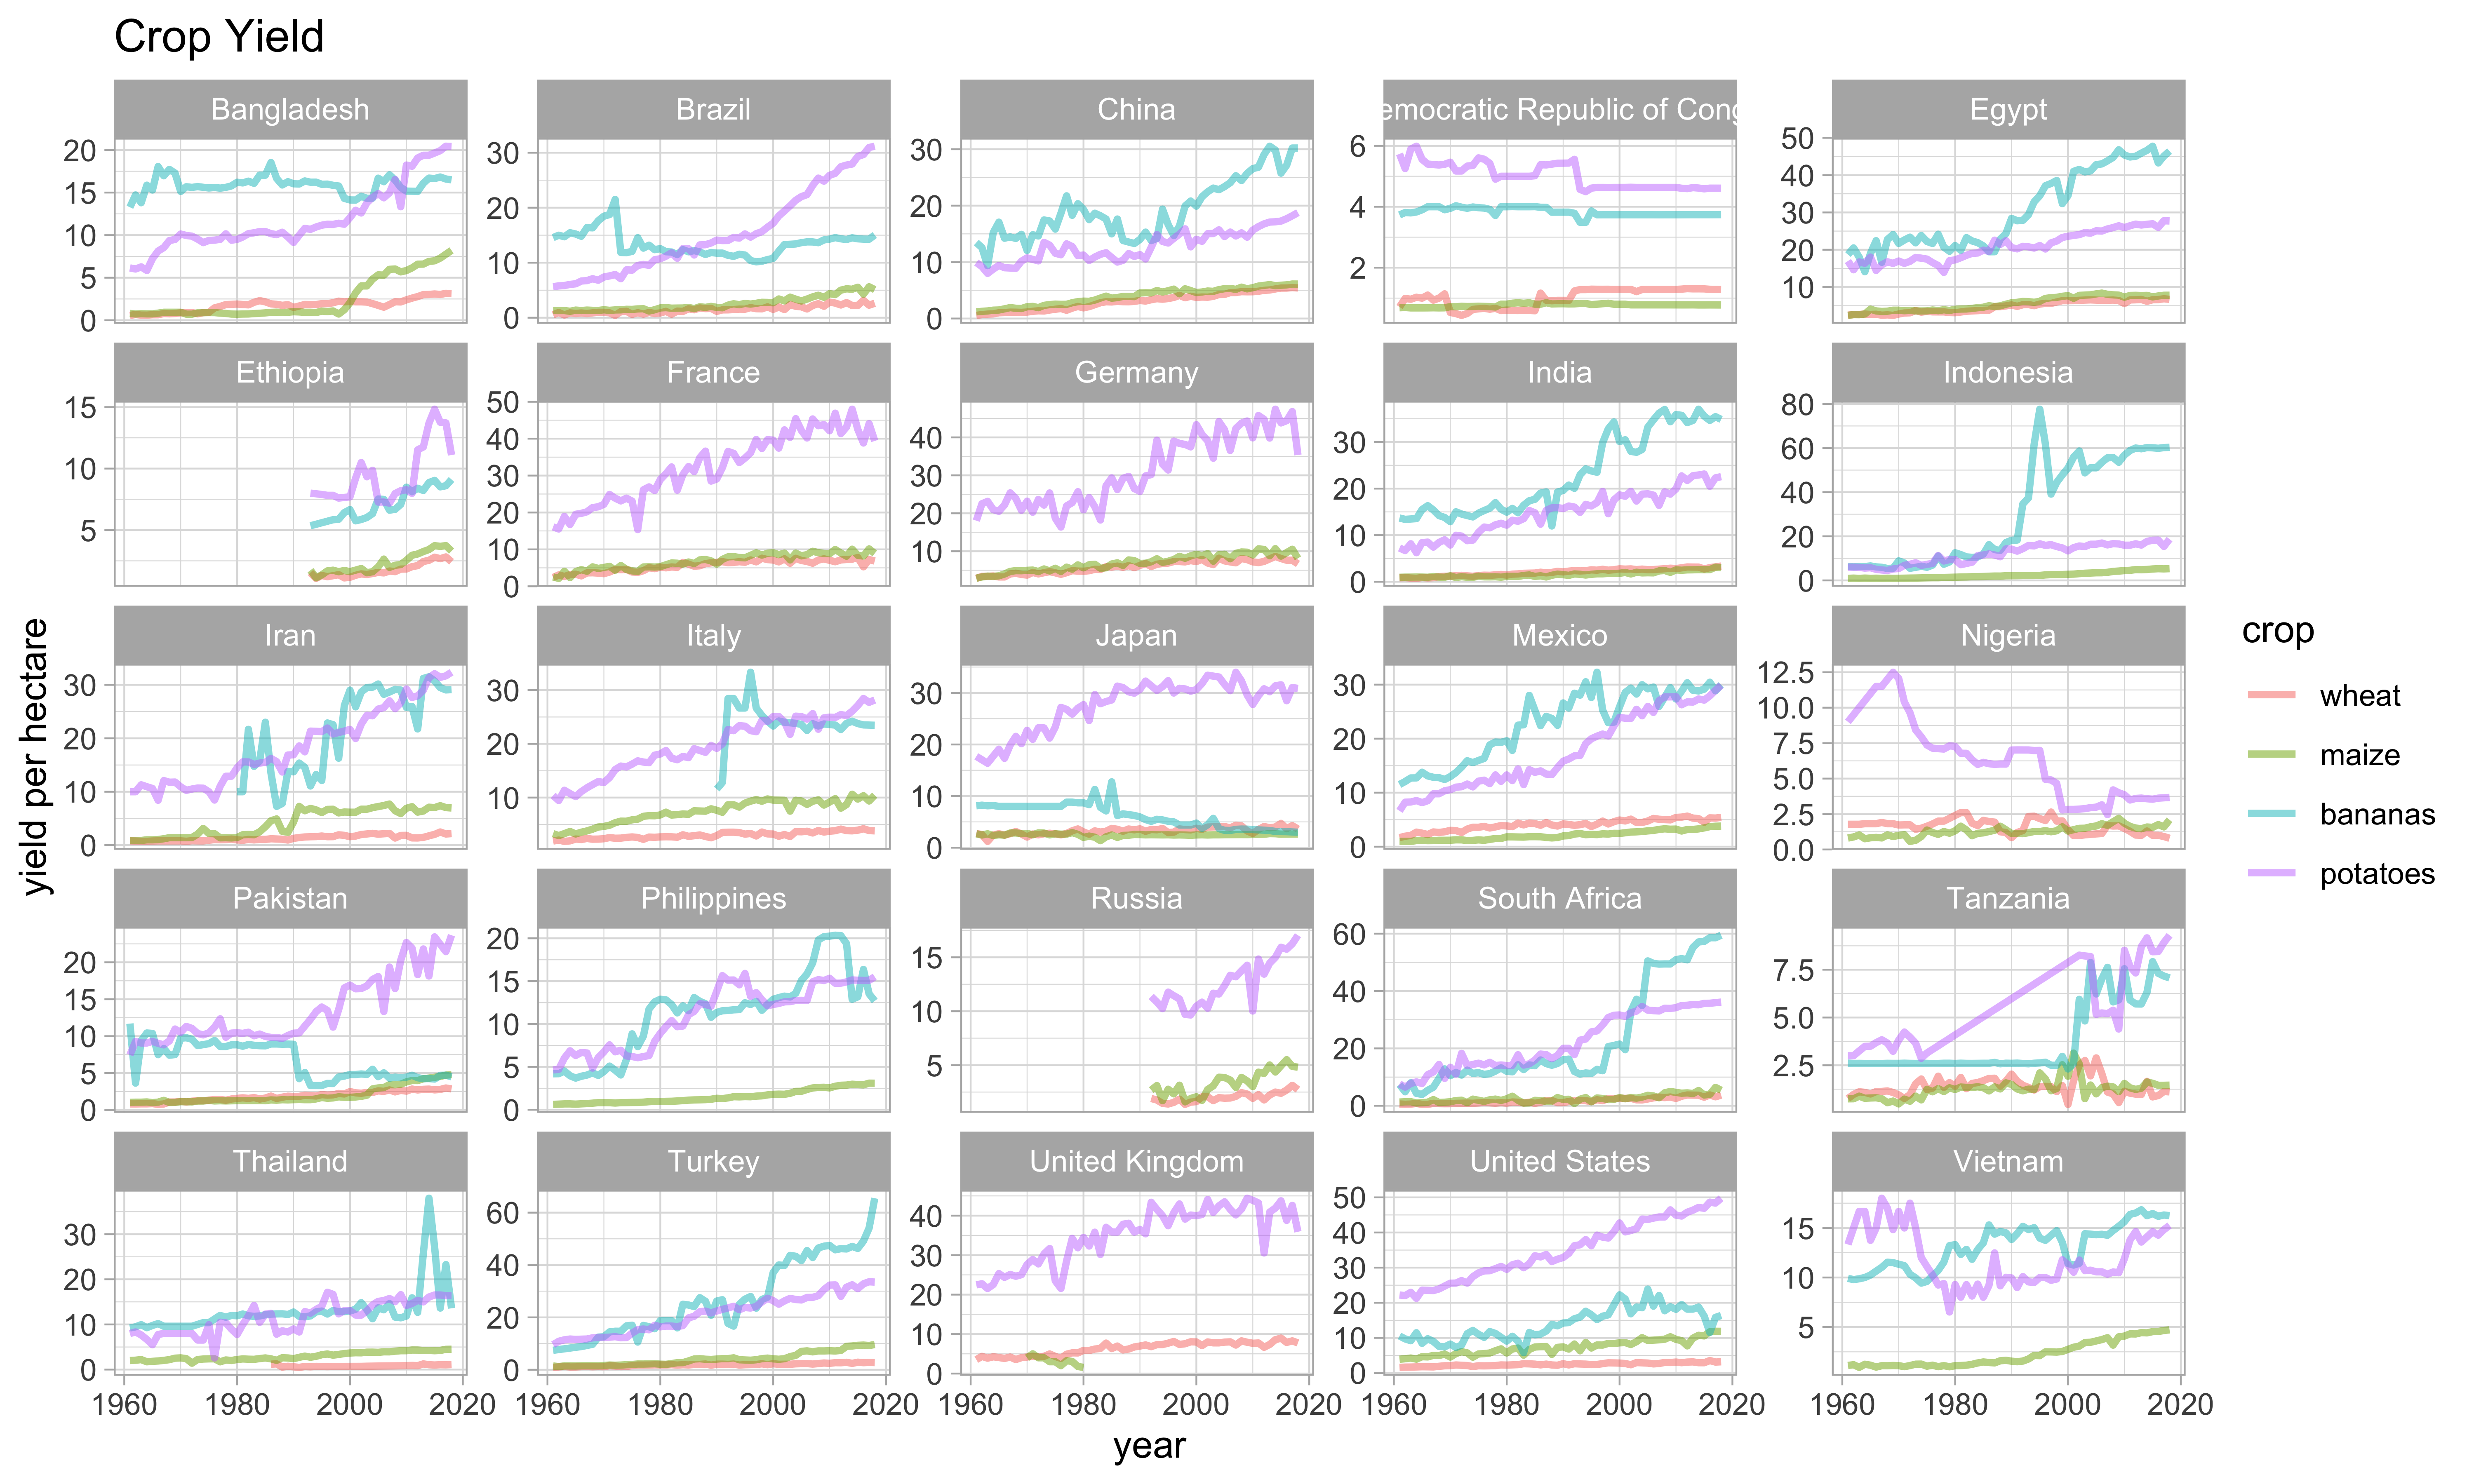 Crop Yield
Bangladesh Brazil China emocratic Republic of Cong Egypt
20 15 10 5 0
30 20 10 0
30 20 10 0
6 4 2
50 40 30 20 10
Ethiopia France Germany India Indonesia
15 10 5
50 40 30 20 10 0
40 30 20 10
30 20 10 0
80 60 40 20 0
Iran Italy Japan Mexico Nigeria
30 20 10 0
30 20 10
30 20 10 0
30 20 10 0
12.5 10.0 7.5 5.0 2.5 0.0
Pakistan Philippines Russia South Africa Tanzania
20 15 10 5 0
20 15 10 5 0
15 10 5
60 40 20 0
7.5 5.0 2.5
Thailand Turkey United Kingdom United States Vietnam
30 20 10 0
60 40 20 0
40 30 20 10 0
50 40 30 20 10 0
15 10 5
1960 1980 2000 2020 1960 1980 2000 2020 1960 1980 2000 2020 1960 1980 2000 2020 1960 1980 2000 2020
year
yield per hectare
crop
wheat
maize
bananas
potatoes